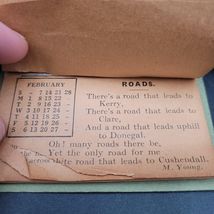 FEBRUARY
S - 7 14 21 28
M 1 8 15 22
T 2 9 16 23
W 3 10 17 24
T 4 11 18 25
F 5 12 19 26
S 6 13 20 27 -
ROADS.
There's a road that leads to
Kerry,
There's a road that leads to
Clare,
And a road that leads uphill
to Donegal.
Oh! many roads there be,
Yet the only road for me
across the
white road that leads to Cushendall.
M. Young.